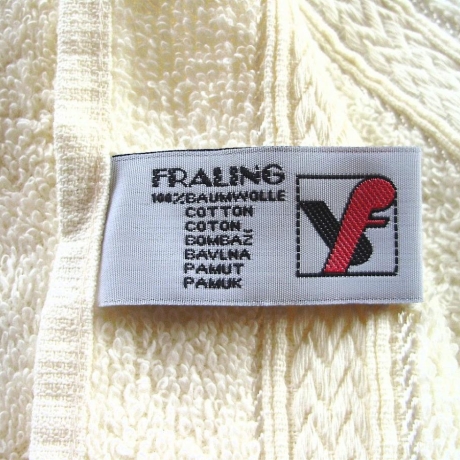 FRALING
100%BAUMWOLLE
COTTON
COTON
BOMBAŽ
BAVLNA
PAMUT
PAMUK